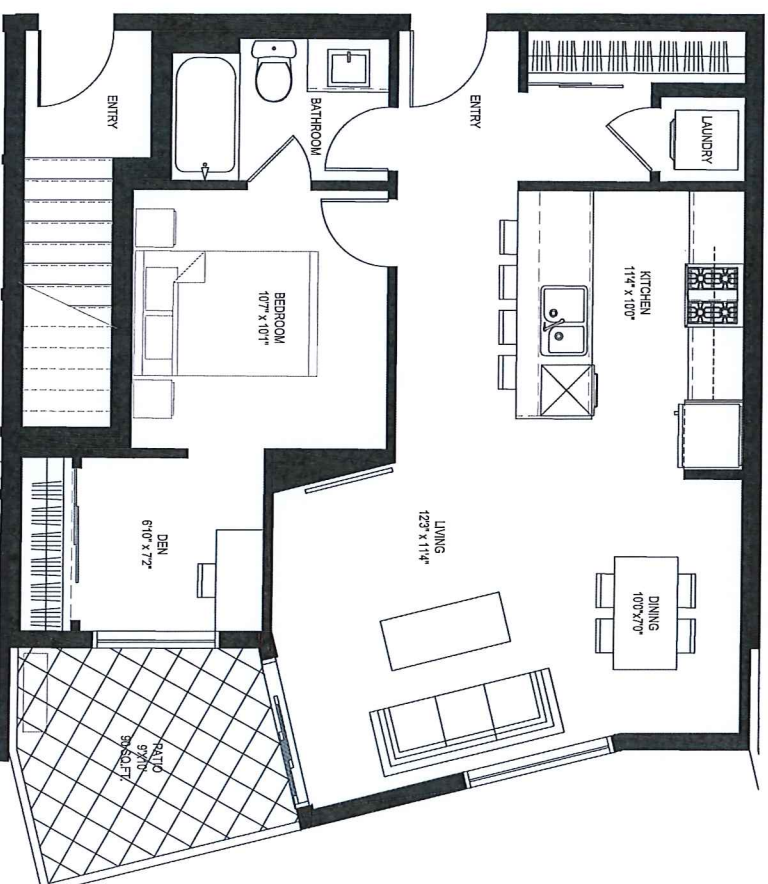 ENTRY
BATHROOM
ENTRY
LAUNDRY
KITCHEN
11'4" x 10'0"
BEDROOM
10'7" x 10'1"
DEN
6'10" x 7'2"
LIVING
12'3" x 11'4"
DINING
10'0"x7'0"
PATIO
9'X10'
90 SQ.FT.